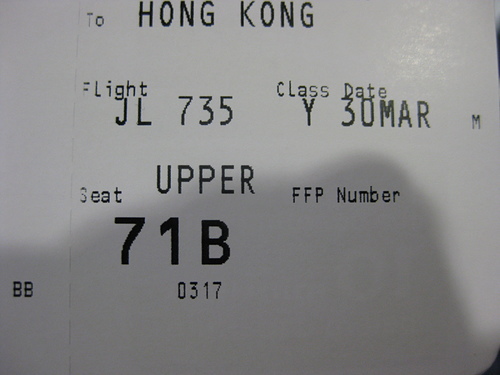 To HONG KONG
Flight Class Date
JL 735 Y 30MAR M
Seat UPPER FFP Number
71B
BB 0317